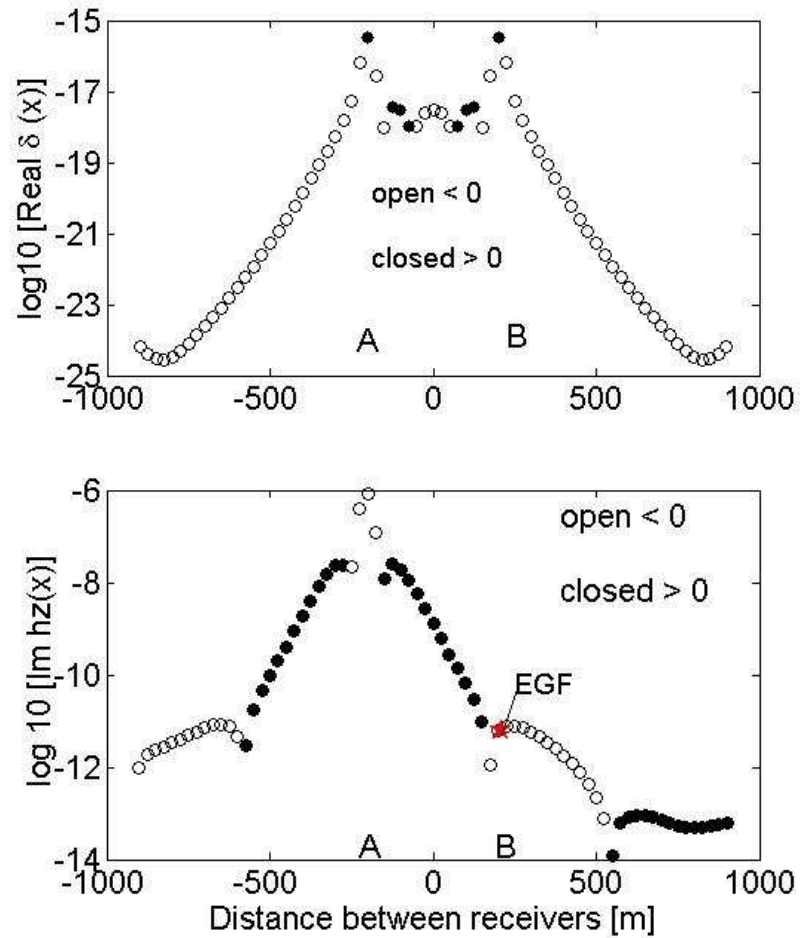 log10 [Real δ (x)]
-15
-17
-19
-21
-23
-25
open < 0
closed > 0
A
B
-1000
-500
0
500
1000
log 10 [Im hz(x)]
-6
-8
-10
-12
-14
open < 0
closed > 0
EGF
A
B
-1000
-500
0
500
1000
Distance between receivers [m]